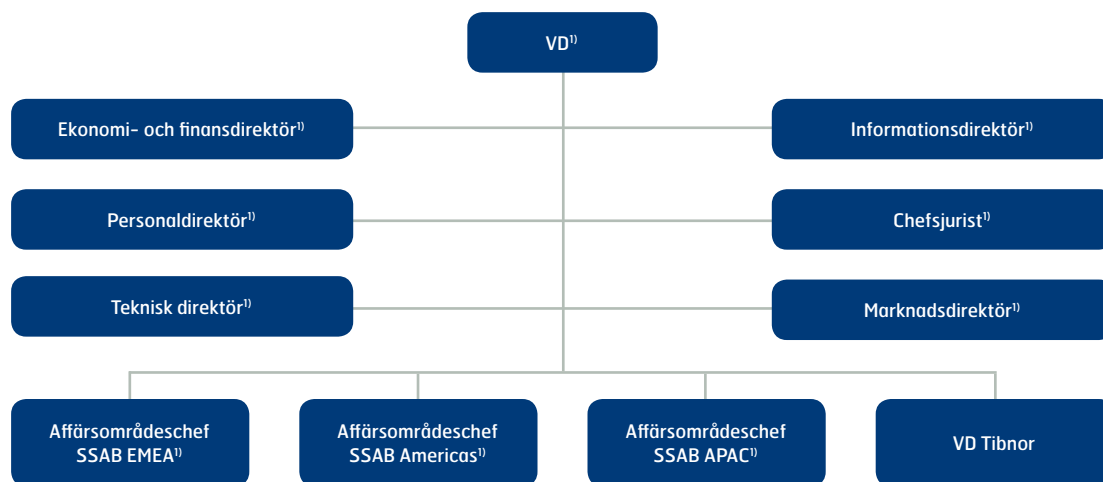 VD¹⁾
Ekonomi- och finansdirektör¹⁾
Informationsdirektör¹⁾
Personaldirektör¹⁾
Chefsjurist¹⁾
Teknisk direktör¹⁾
Marknadsdirektör¹⁾
Affärsområdeschef
SSAB EMEA¹⁾
Affärsområdeschef
SSAB Americas¹⁾
Affärsområdeschef
SSAB APAC¹⁾
VD Tibnor